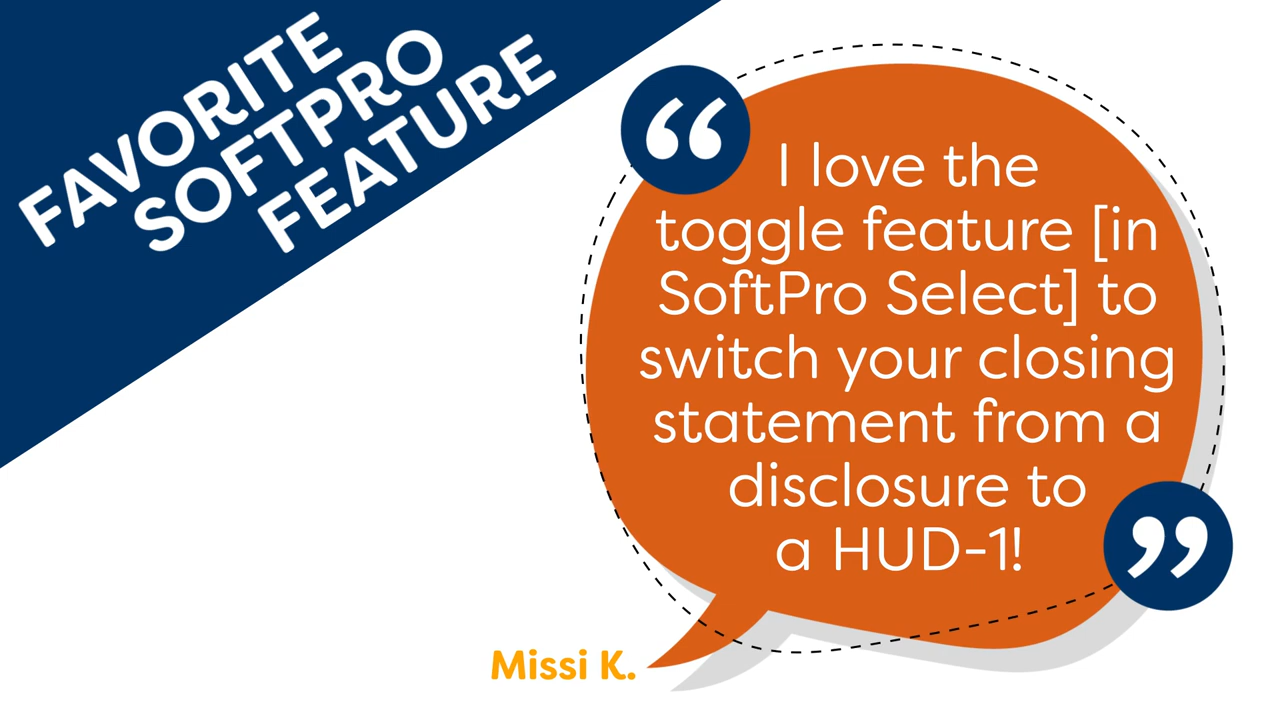 FAVORITE
SOFTPRO
FEATURE
“
I love the
toggle feature [in
SoftPro Select] to
switch your closing
statement from a
disclosure to
a HUD-1!
”
Missi K.